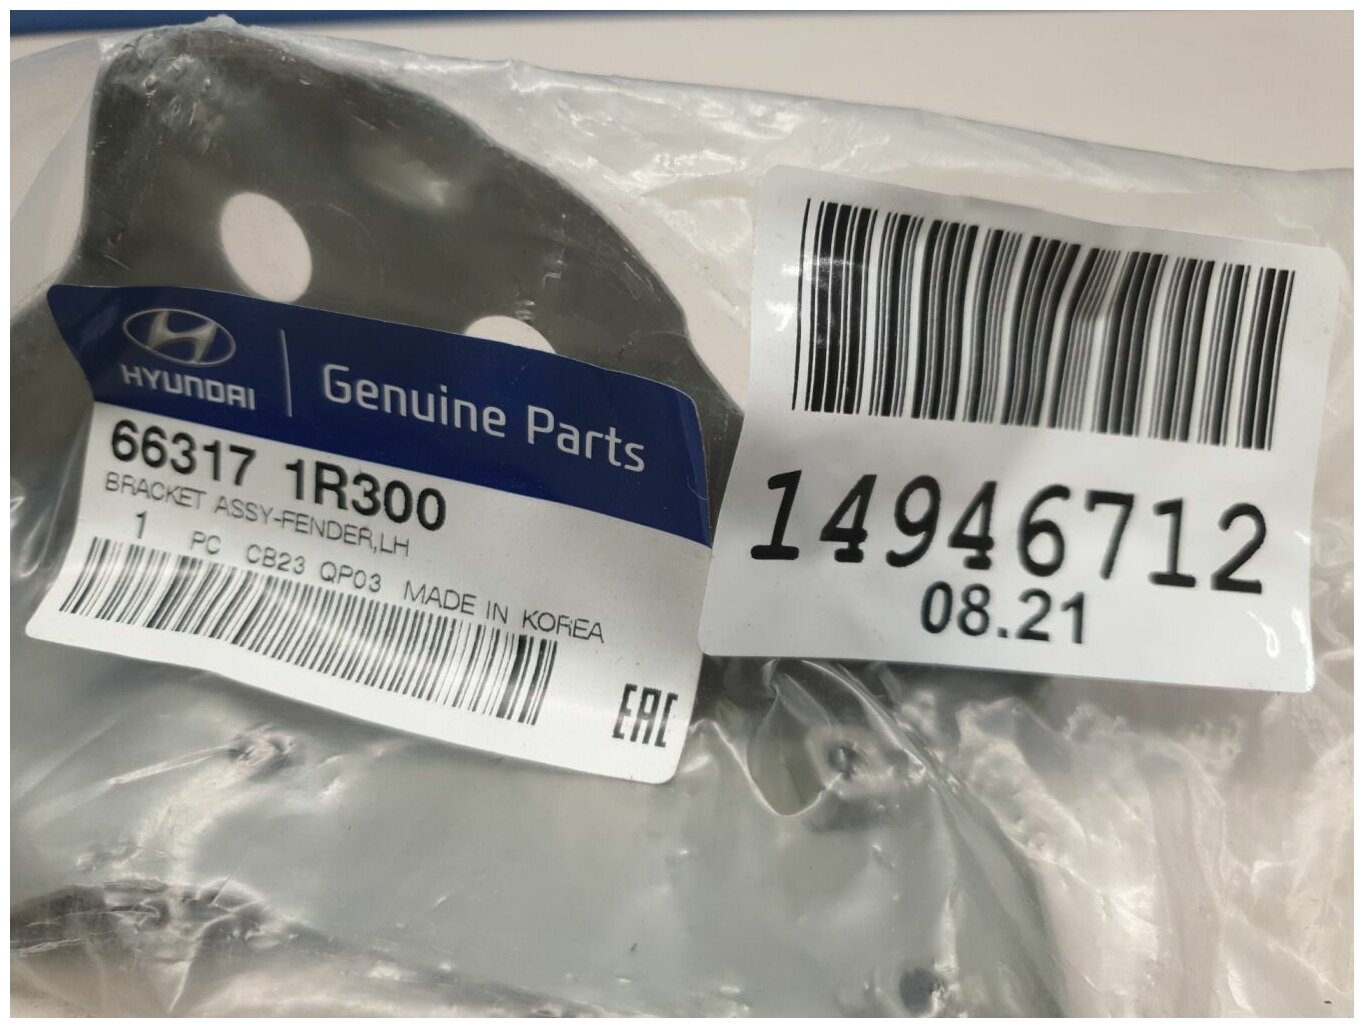 HYUNDAI
Genuine Parts
66317 1R300
BRACKET ASSY-FENDER,LH
1 PC CB23 QP03 MADE IN KOREA
EAC
14946712
08.21